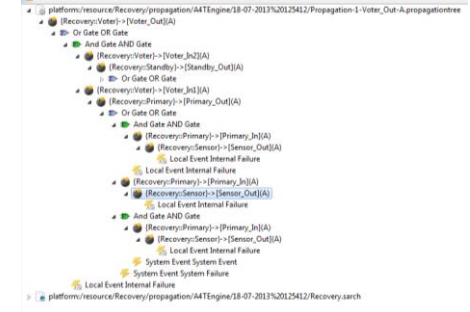 platform:/resource/Recovery/propagation/A4TEngine/18-07-2013%20125412/Propagation-1-Voter_Out-A.propagationtree
{Recovery::Voter}->[Voter_Out](A)
Or Gate OR Gate
And Gate AND Gate
{Recovery::Voter}->[Voter_In2](A)
{Recovery::Standby}->[Standby_Out](A)
Or Gate OR Gate
{Recovery::Voter}->[Voter_In1](A)
{Recovery::Primary}->[Primary_Out](A)
Or Gate OR Gate
And Gate AND Gate
{Recovery::Primary}->[Primary_In](A)
{Recovery::Sensor}->[Sensor_Out](A)
Local Event Internal Failure
Local Event Internal Failure
{Recovery::Primary}->[Primary_In](A)
{Recovery::Sensor}->[Sensor_Out](A)
Local Event Internal Failure
And Gate AND Gate
{Recovery::Primary}->[Primary_In](A)
{Recovery::Sensor}->[Sensor_Out](A)
Local Event Internal Failure
System Event System Event
System Event System Failure
Local Event Internal Failure
platform:/resource/Recovery/propagation/A4TEngine/18-07-2013%20125412/Recovery.sarch